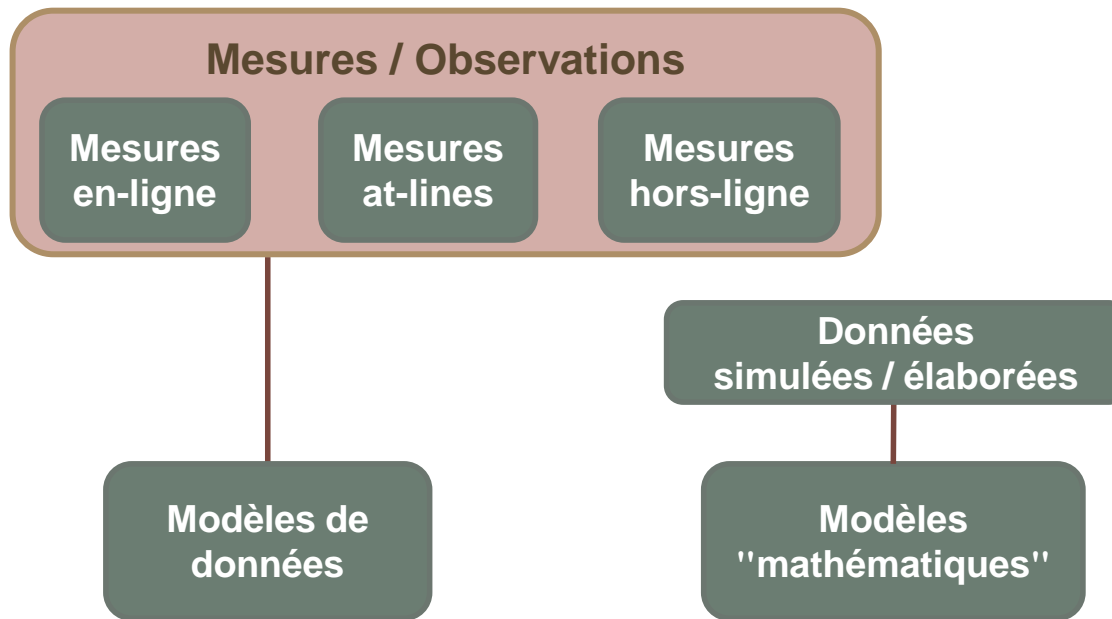 Mesures / Observations
Mesures
en-ligne
Mesures
at-lines
Mesures
hors-ligne
Données
simulées / élaborées
Modèles de
données
Modèles
"mathématiques"